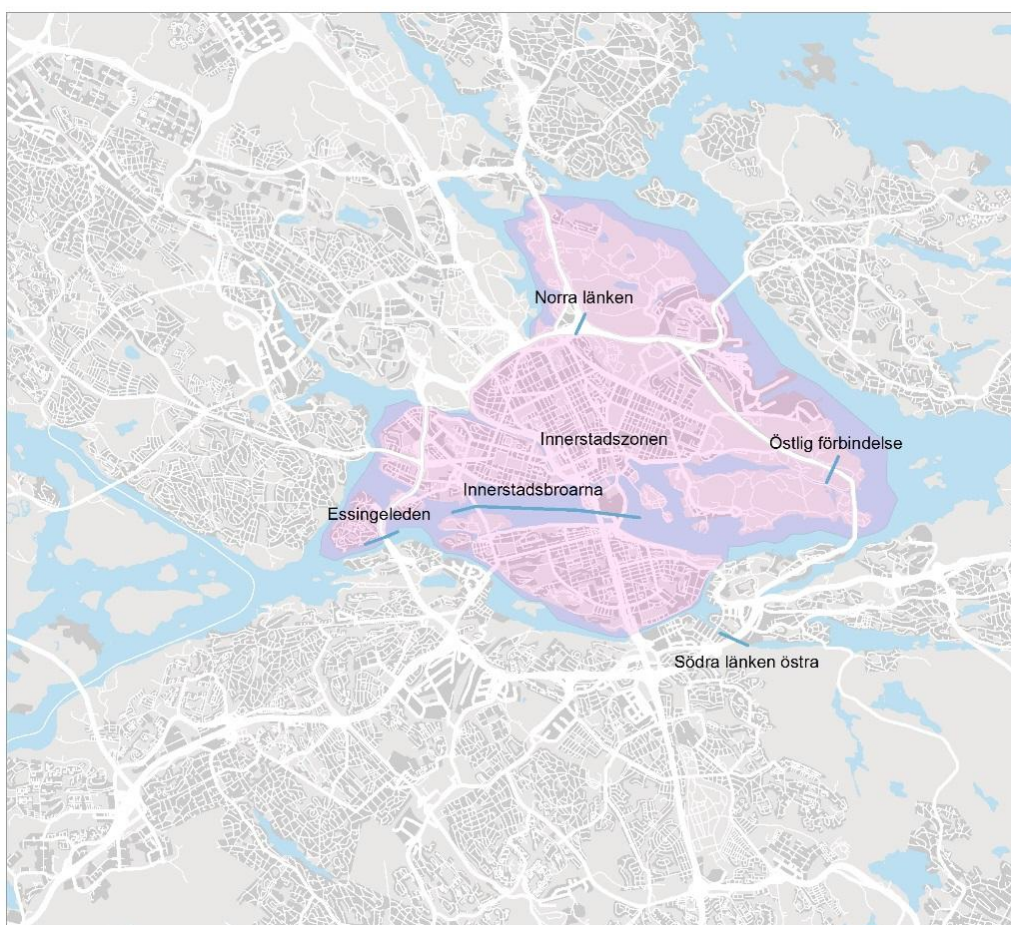 Norra länken
Innerstadszonen
Östlig förbindelse
Innerstadsbroarna
Essingeleden
Södra länken östra